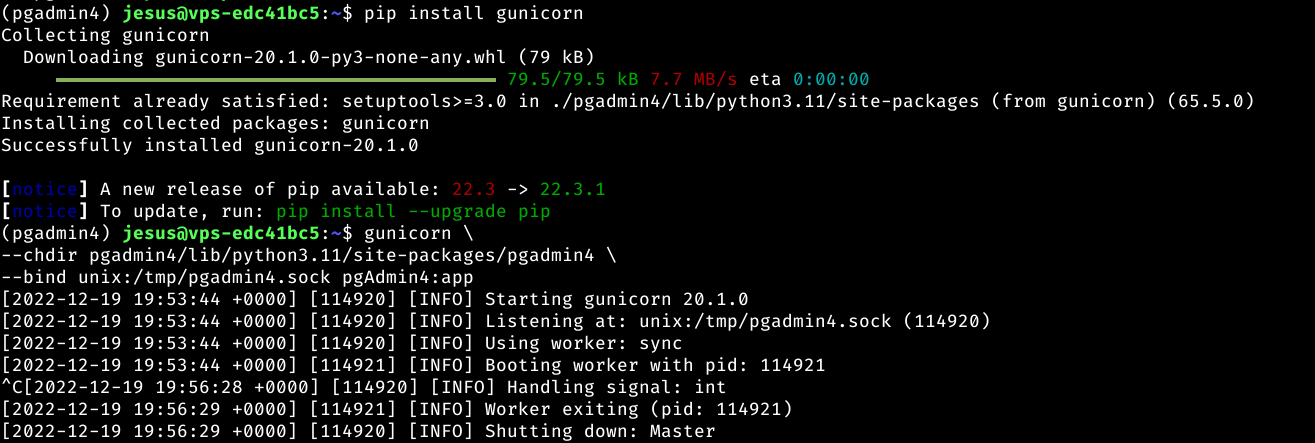 (pgadmin4) jesus@vps-edc41bc5:~$ pip install gunicorn
Collecting gunicorn
  Downloading gunicorn-20.1.0-py3-none-any.whl (79 kB)
     ━━━━━━━━━━━━━━━━━━━━━━━━━━━━━━━━━━━━━━━━ 79.5/79.5 kB 7.7 MB/s eta 0:00:00
Requirement already satisfied: setuptools>=3.0 in ./pgadmin4/lib/python3.11/site-packages (from gunicorn) (65.5.0)
Installing collected packages: gunicorn
Successfully installed gunicorn-20.1.0

[notice] A new release of pip available: 22.3 -> 22.3.1
[notice] To update, run: pip install --upgrade pip
(pgadmin4) jesus@vps-edc41bc5:~$ gunicorn \
--chdir pgadmin4/lib/python3.11/site-packages/pgadmin4 \
--bind unix:/tmp/pgadmin4.sock pgAdmin4:app
[2022-12-19 19:53:44 +0000] [114920] [INFO] Starting gunicorn 20.1.0
[2022-12-19 19:53:44 +0000] [114920] [INFO] Listening at: unix:/tmp/pgadmin4.sock (114920)
[2022-12-19 19:53:44 +0000] [114920] [INFO] Using worker: sync
[2022-12-19 19:53:44 +0000] [114921] [INFO] Booting worker with pid: 114921
^C[2022-12-19 19:56:28 +0000] [114920] [INFO] Handling signal: int
[2022-12-19 19:56:29 +0000] [114921] [INFO] Worker exiting (pid: 114921)
[2022-12-19 19:56:29 +0000] [114920] [INFO] Shutting down: Master